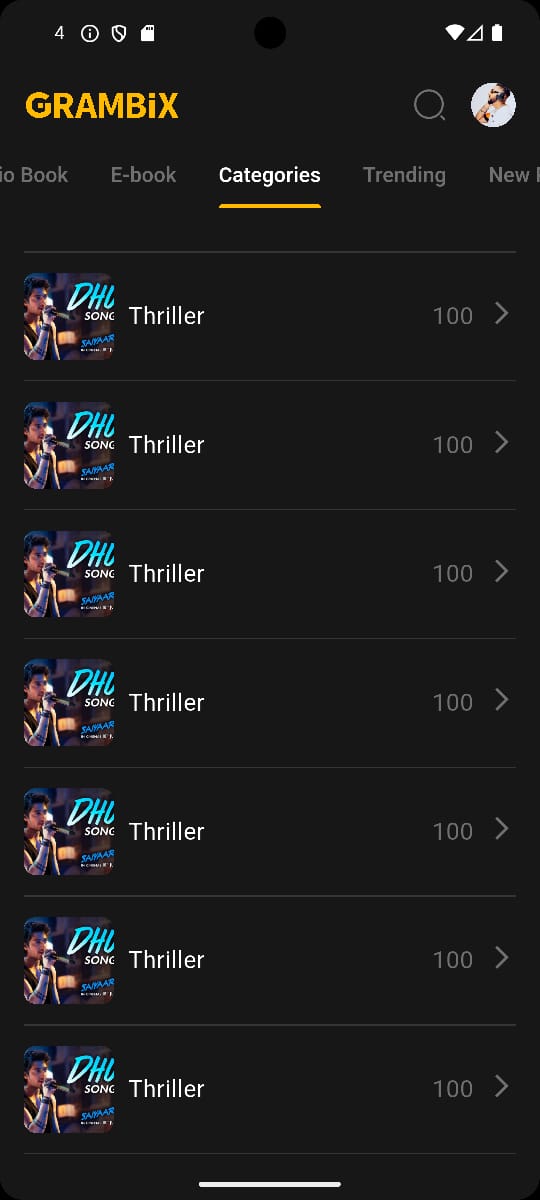 4
GRAMBiX
io Book E-book Categories Trending New
DHU
SONG
SAIYAAR
Thriller 100
DHU
SONG
SAIYAAR
Thriller 100
DHU
SONG
SAIYAAR
Thriller 100
DHU
SONG
SAIYAAR
Thriller 100
DHU
SONG
SAIYAAR
Thriller 100
DHU
SONG
SAIYAAR
Thriller 100
DHU
SONG
SAIYAAR
Thriller 100